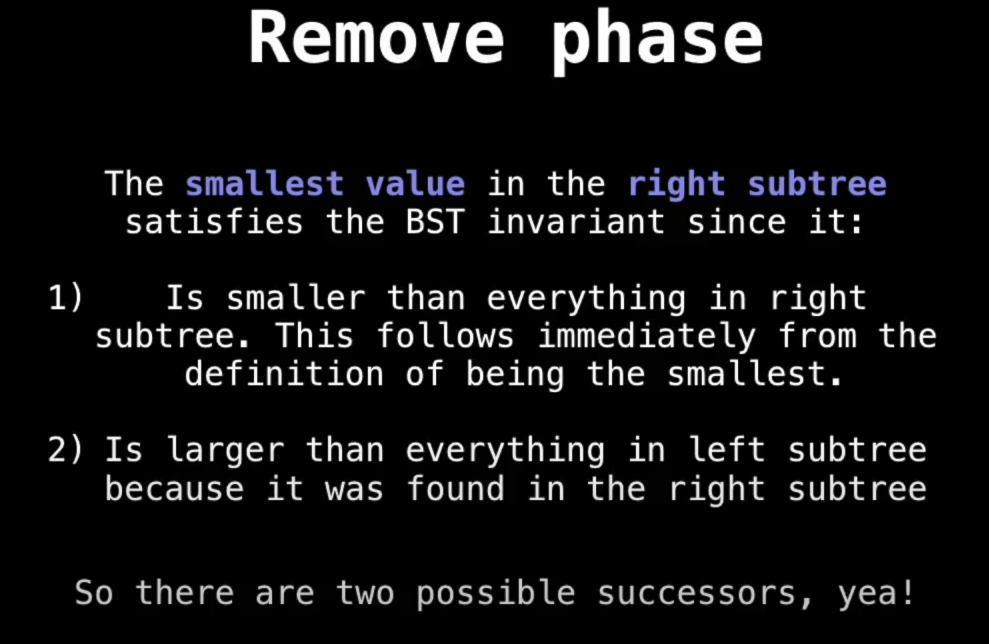 Remove phase
The smallest value in the right subtree
satisfies the BST invariant since it:
1) Is smaller than everything in right
subtree. This follows immediately from the
definition of being the smallest.
2) Is larger than everything in left subtree
because it was found in the right subtree
So there are two possible successors, yea!